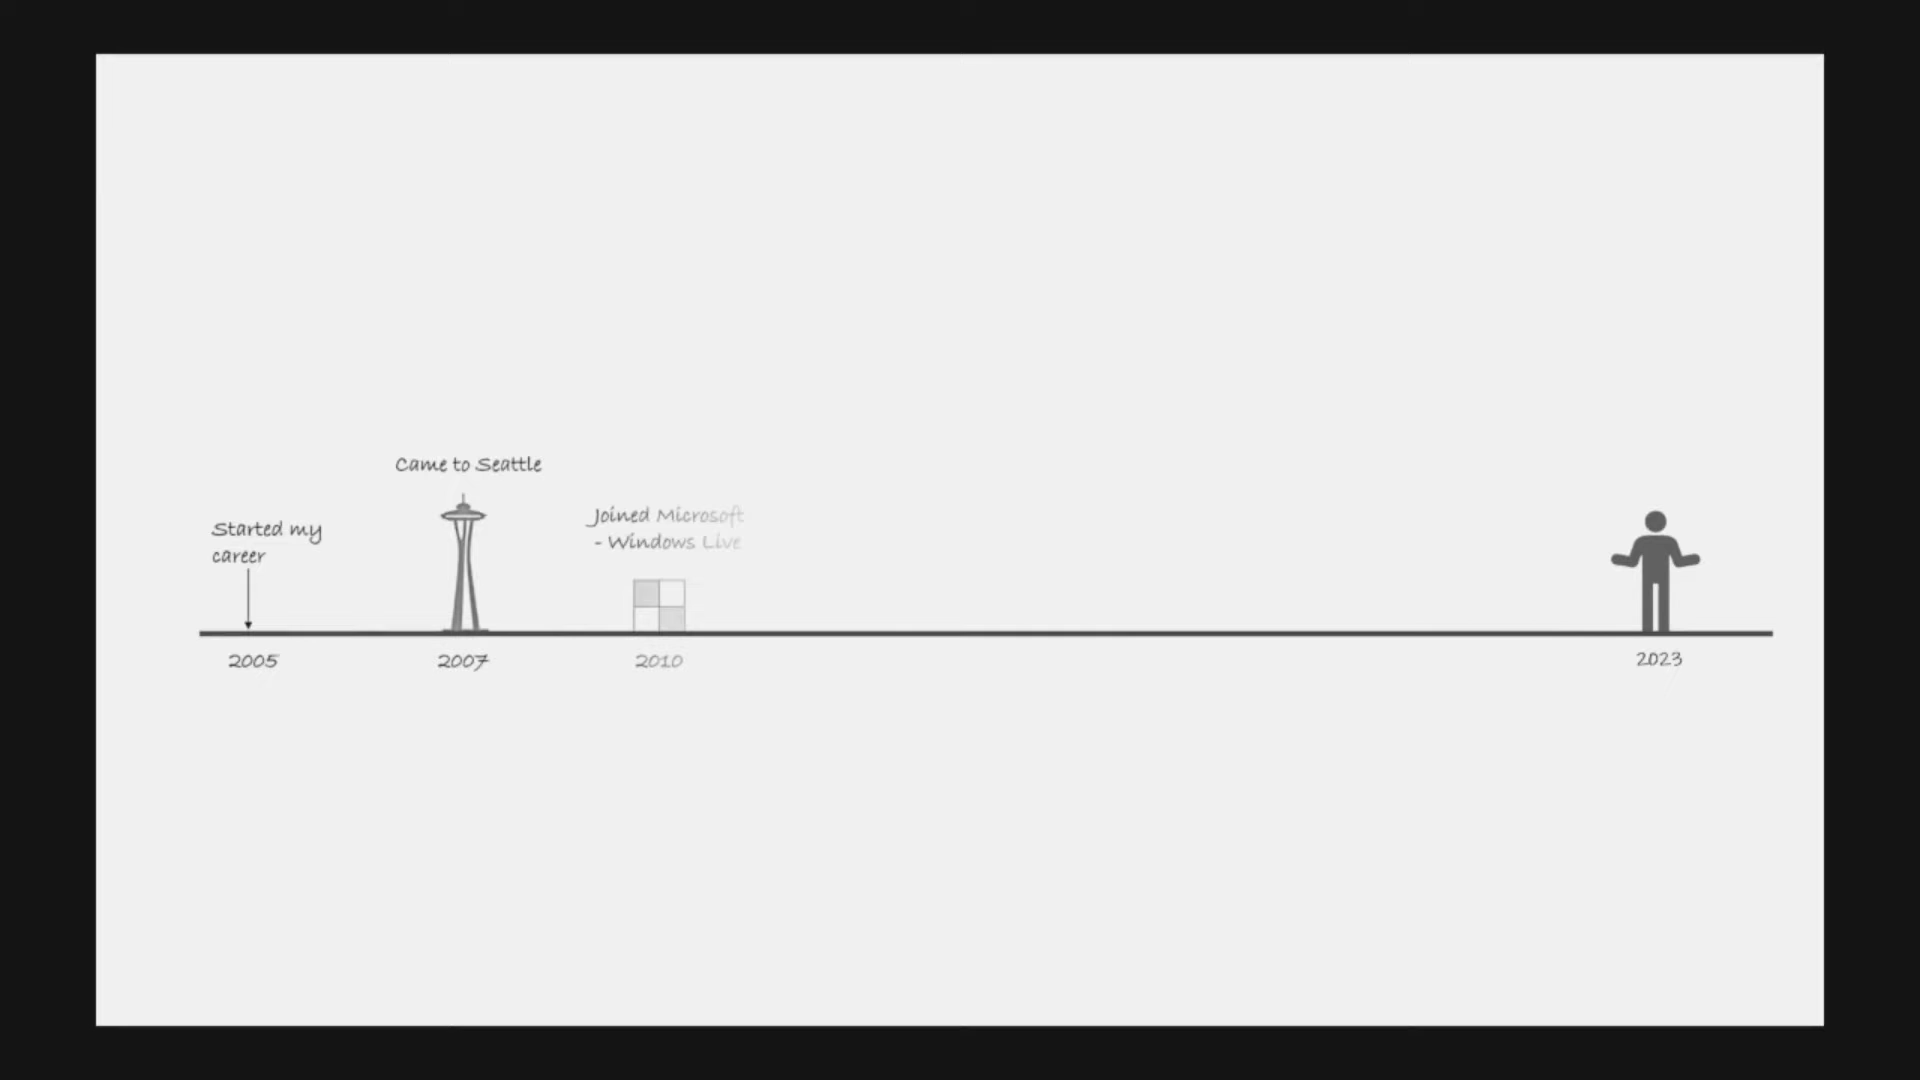 Came to Seattle
Started my
career
Joined Microsoft
- Windows Live
2005
2007
2010
2023